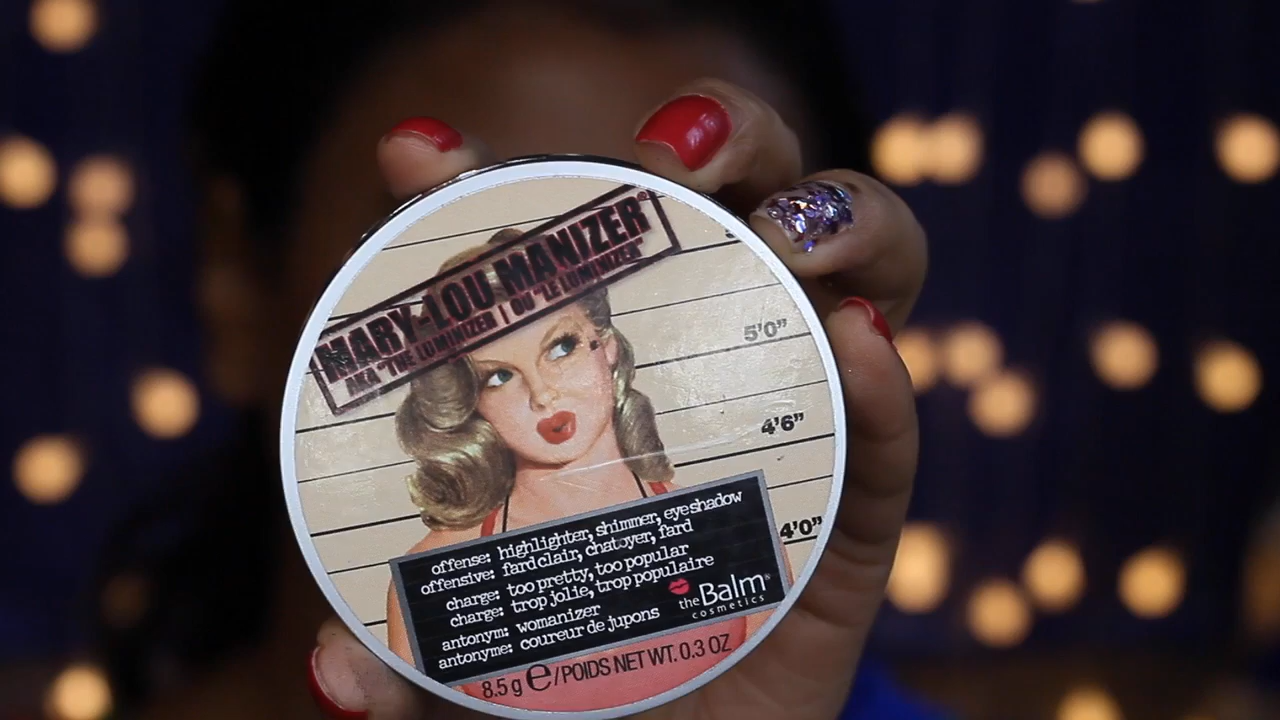 MARY-LOU MANIZER®
AKA "THE LUMINIZER | OU "LE LUMINIZER"
5'0”
4'6”
4'0”
offense: highlighter, shimmer, eyeshadow
offensive: fard clair, chatoyer, fard
charge: too pretty, too popular
charge: trop jolie, trop populaire
antonym: womanizer
antonyme: coureur de jupons
theBalm®
cosmetics
8.5 g ℮/POIDS NET WT. 0.3 OZ